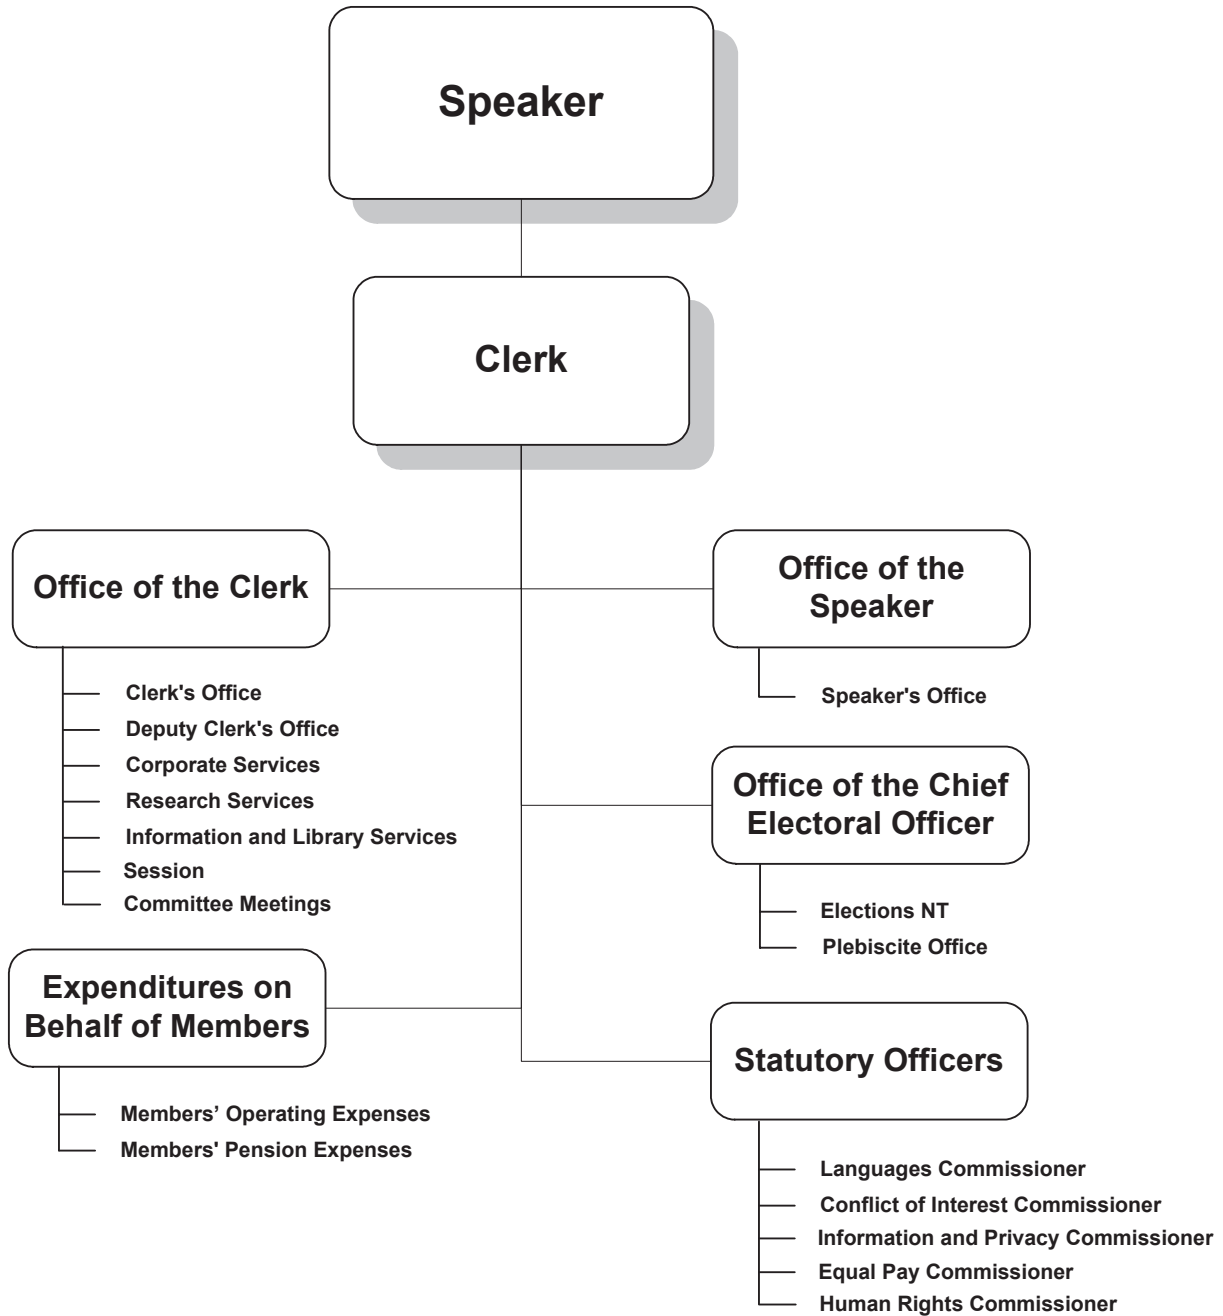 Speaker
Clerk
Office of the Clerk
Clerk's Office
Deputy Clerk's Office
Corporate Services
Research Services
Information and Library Services
Session
Committee Meetings
Expenditures on
Behalf of Members
Members’ Operating Expenses
Members' Pension Expenses
Office of the
Speaker
Speaker's Office
Office of the Chief
Electoral Officer
Elections NT
Plebiscite Office
Statutory Officers
Languages Commissioner
Conflict of Interest Commissioner
Information and Privacy Commissioner
Equal Pay Commissioner
Human Rights Commissioner